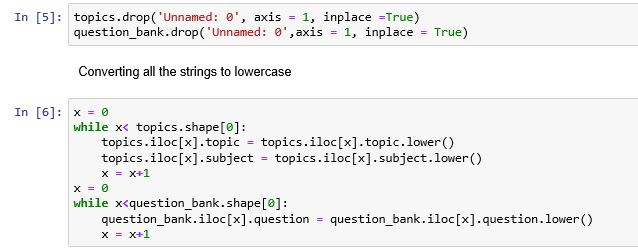 In [5]: topics.drop('Unnamed: 0', axis = 1, inplace =True)
question_bank.drop('Unnamed: 0',axis = 1, inplace = True)
Converting all the strings to lowercase
In [6]: x = 0
while x< topics.shape[0]:
    topics.iloc[x].topic = topics.iloc[x].topic.lower()
    topics.iloc[x].subject = topics.iloc[x].subject.lower()
    x = x+1
x = 0
while x<question_bank.shape[0]:
    question_bank.iloc[x].question = question_bank.iloc[x].question.lower()
    x = x+1